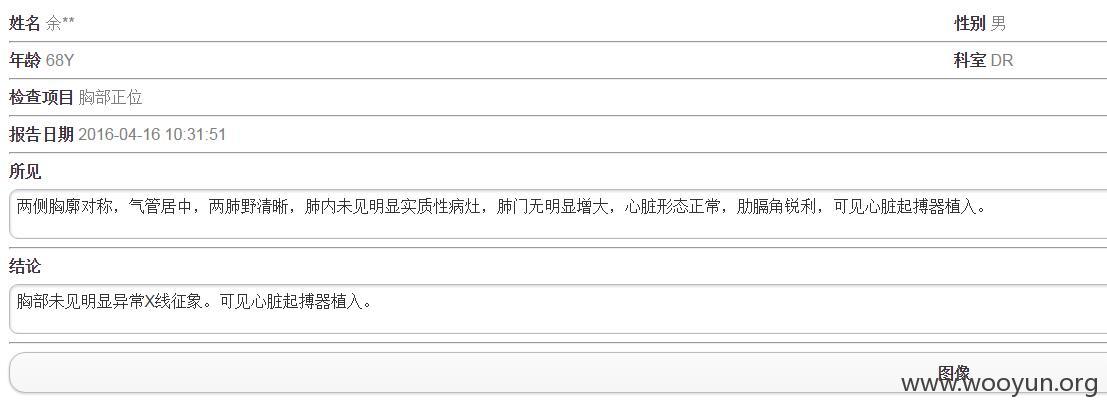 姓名 余** 性别 男
年龄 68Y 科室 DR
检查项目 胸部正位
报告日期 2016-04-16 10:31:51
所见
两侧胸廓对称，气管居中，两肺野清晰，肺内未见明显实质性病灶，肺门无明显增大，心脏形态正常，肋膈角锐利，可见心脏起搏器植入。
结论
胸部未见明显异常X线征象。可见心脏起搏器植入。
图像
www.wooyun.org